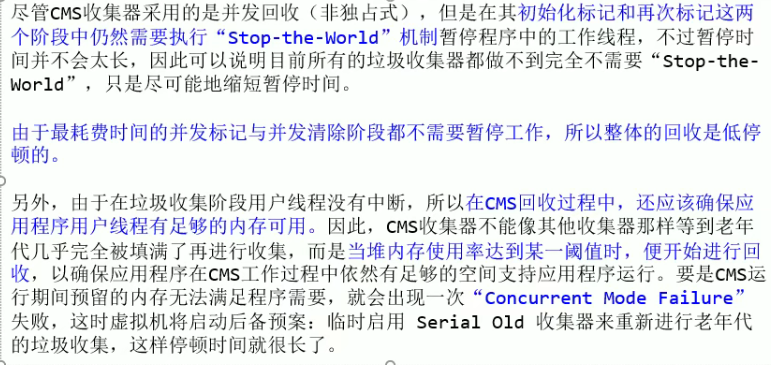 尽管CMS收集器采用的是并发回收（非独占式），但是在其初始化标记和再次标记这两
个阶段中仍然需要执行“Stop-the-World”机制暂停程序中的工作线程，不过暂停时
间并不会太长，因此可以说明目前所有的垃圾收集器都做不到完全不需要“Stop-the-
World”，只是尽可能地缩短暂停时间。
由于最耗费时间的并发标记与并发清除阶段都不需要暂停工作，所以整体的回收是低停
顿的。
另外，由于在垃圾收集阶段用户线程没有中断，所以在CMS回收过程中，还应该确保应
用程序用户线程有足够的内存可用。因此，CMS收集器不能像其他收集器那样等到老年
代几乎完全被填满了再进行收集，而是当堆内存使用率达到某一阈值时，便开始进行回
收，以确保应用程序在CMS工作过程中依然有足够的空间支持应用程序运行。要是CMS运
行期间预留的内存无法满足程序需要，就会出现一次“Concurrent Mode Failure”
失败，这时虚拟机将启动后备预案：临时启用 Serial Old 收集器来重新进行老年代
的垃圾收集，这样停顿时间就很长了。